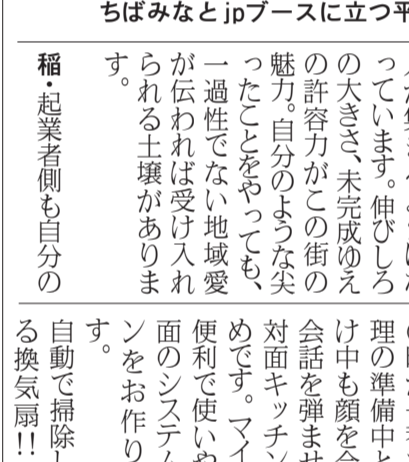 ちばみなとjpブースに立つ平
っています。伸びしろ
の大きさ、未完成ゆえ
の許容力がこの街の
魅力。自分のような尖
ったことをやっても、
一過性でない地域愛
が伝われば受け入れ
られる土壌がありま
す。
稲・起業者側も自分の
理の準備中と
け中も顔を合
会話を弾ませ
対面キッチン
めです。マイ
便利で使いや
面のシステム
ンをお作り
す。
自動で掃除し
る換気扇!!